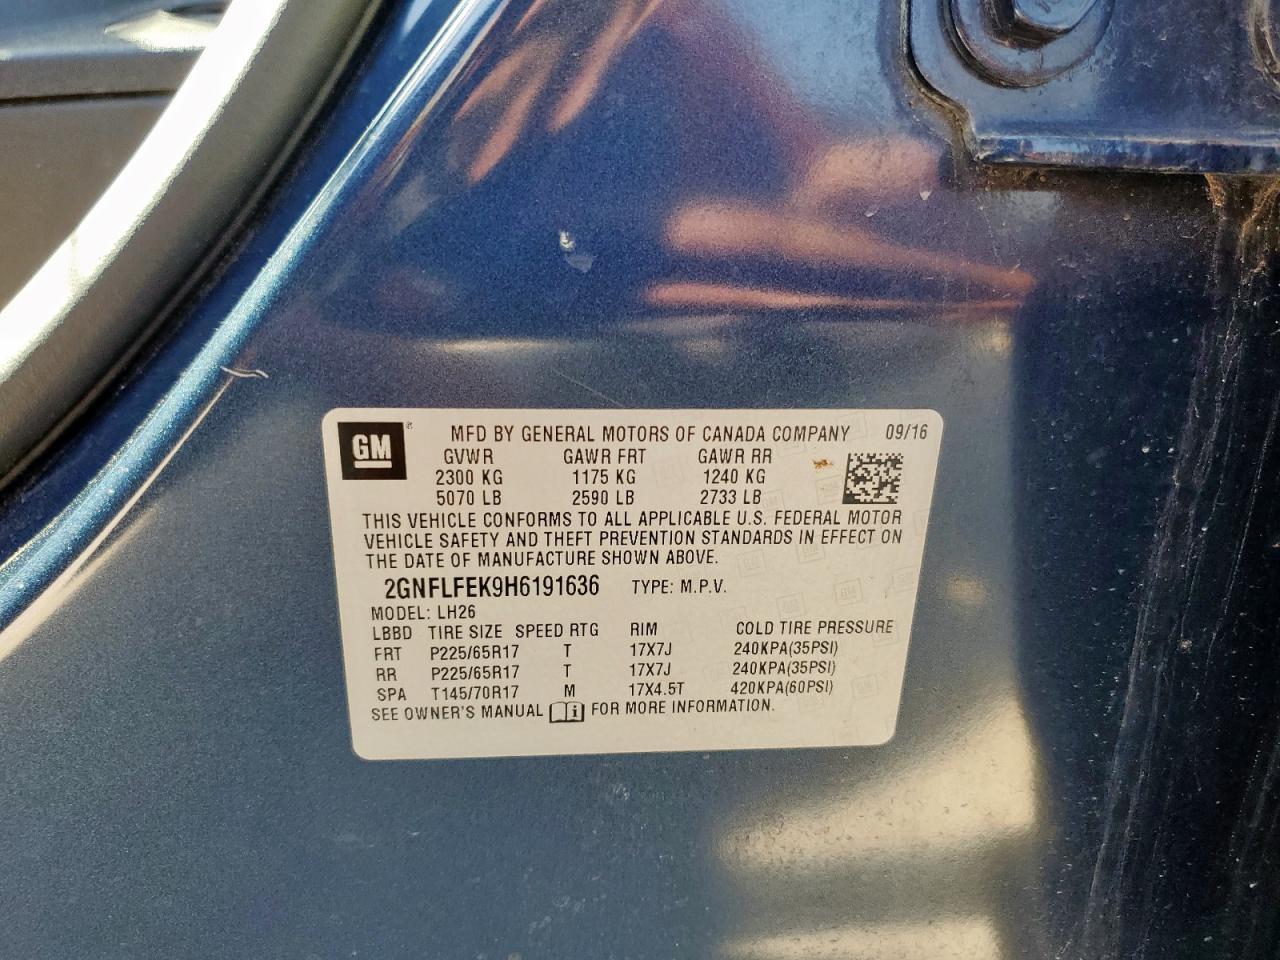 GM ® MFD BY GENERAL MOTORS OF CANADA COMPANY 09/16
GVWR GAWR FRT GAWR RR
2300 KG 1175 KG 1240 KG
5070 LB 2590 LB 2733 LB
THIS VEHICLE CONFORMS TO ALL APPLICABLE U.S. FEDERAL MOTOR
VEHICLE SAFETY AND THEFT PREVENTION STANDARDS IN EFFECT ON
THE DATE OF MANUFACTURE SHOWN ABOVE.
2GNFLFEK9H6191636 TYPE: M.P.V.
MODEL: LH26
LBBD TIRE SIZE SPEED RTG RIM COLD TIRE PRESSURE
FRT P225/65R17 T 17X7J 240KPA(35PSI)
RR P225/65R17 T 17X7J 240KPA(35PSI)
SPA T145/70R17 M 17X4.5T 420KPA(60PSI)
SEE OWNER'S MANUAL i FOR MORE INFORMATION.